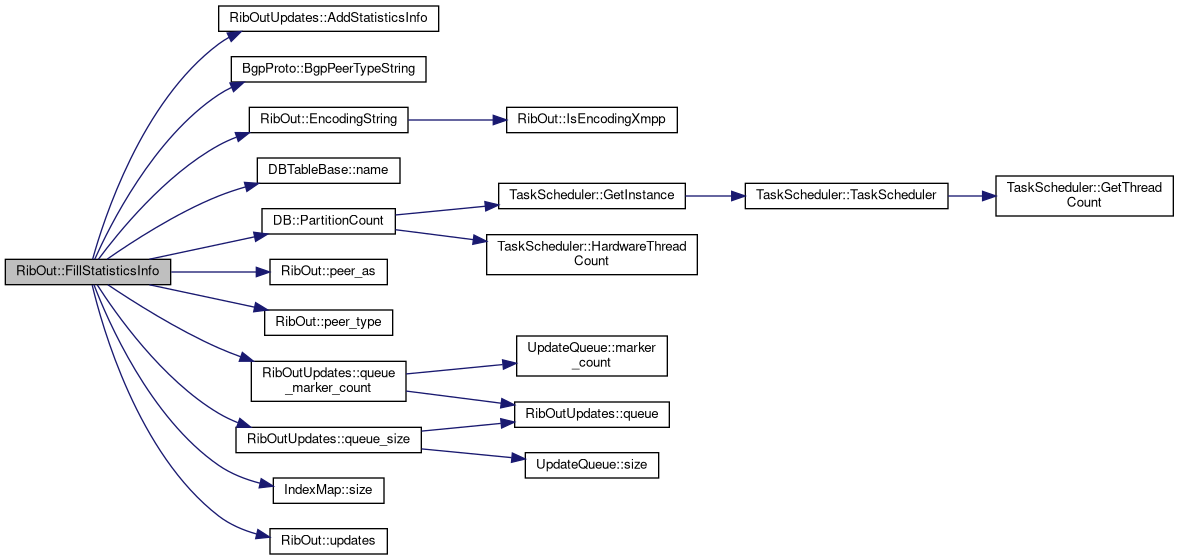 RibOutUpdates::AddStatisticsInfo
BgpProto::BgpPeerTypeString
RibOut::EncodingString
RibOut::IsEncodingXmpp
DBTableBase::name
TaskScheduler::GetInstance
TaskScheduler::TaskScheduler
TaskScheduler::GetThread
Count
DB::PartitionCount
TaskScheduler::HardwareThread
Count
RibOut::FillStatisticsInfo
RibOut::peer_as
RibOut::peer_type
UpdateQueue::marker
_count
RibOutUpdates::queue
_marker_count
RibOutUpdates::queue
RibOutUpdates::queue_size
UpdateQueue::size
IndexMap::size
RibOut::updates